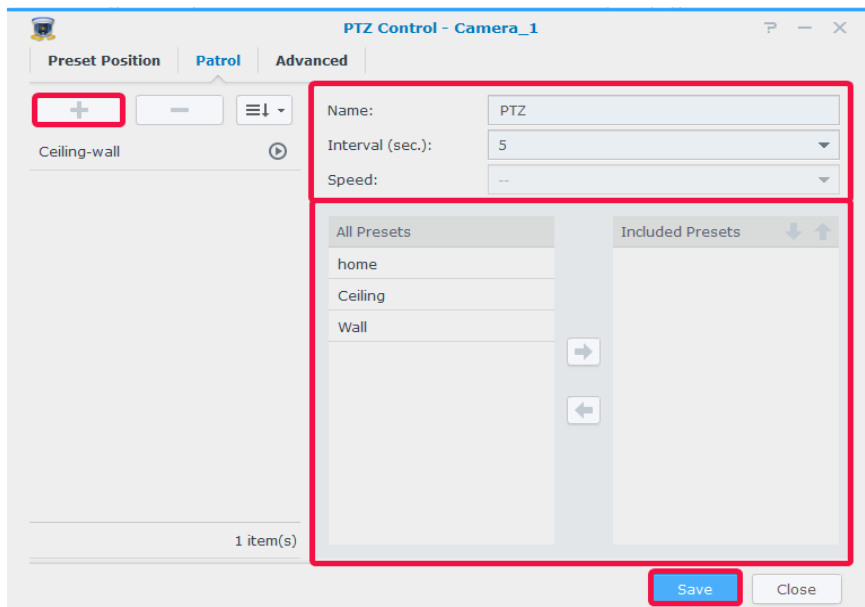 PTZ Control - Camera_1
Preset Position Patrol Advanced
Name: PTZ
Ceiling-wall
Interval (sec.): 5
Speed: --
All Presets Included Presets
home
Ceiling
Wall
1 item(s)
Save Close